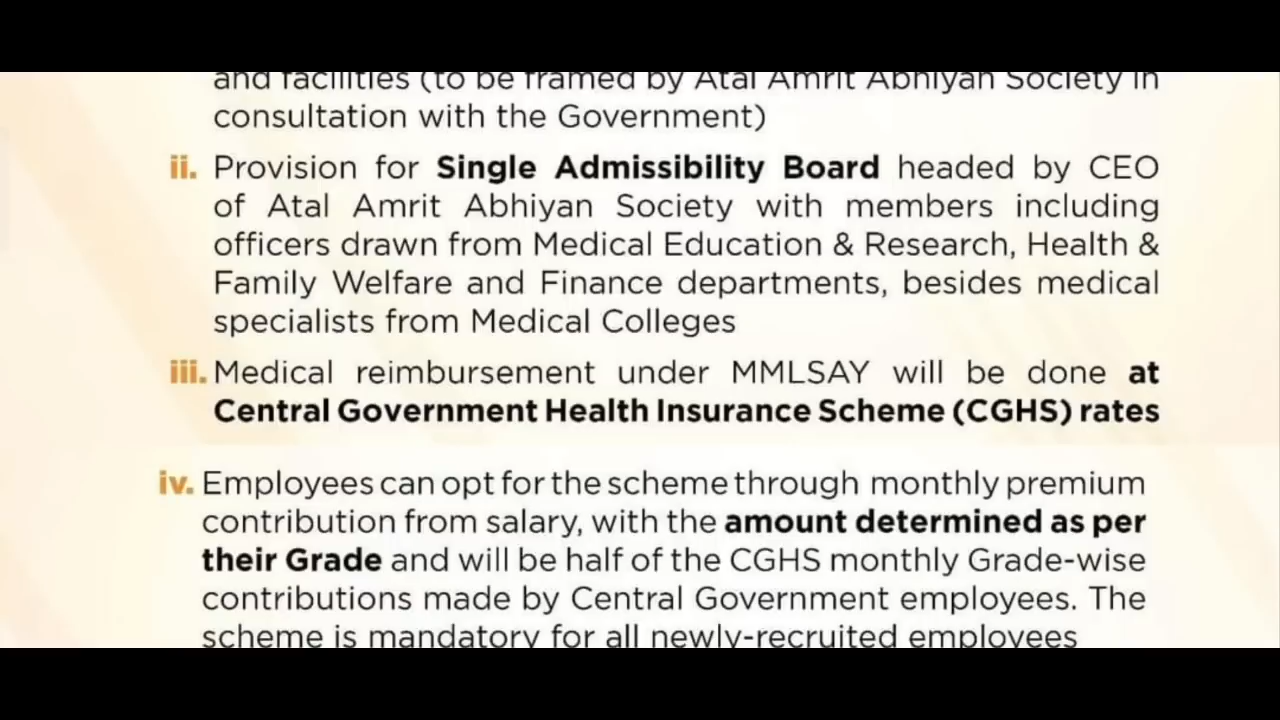 and facilities (to be framed by Atal Amrit Abhiyan Society in
consultation with the Government)
ii. Provision for Single Admissibility Board headed by CEO
of Atal Amrit Abhiyan Society with members including
officers drawn from Medical Education & Research, Health &
Family Welfare and Finance departments, besides medical
specialists from Medical Colleges
iii. Medical reimbursement under MMLSAY will be done at
Central Government Health Insurance Scheme (CGHS) rates
iv. Employees can opt for the scheme through monthly premium
contribution from salary, with the amount determined as per
their Grade and will be half of the CGHS monthly Grade-wise
contributions made by Central Government employees. The
scheme is mandatory for all newly-recruited employees